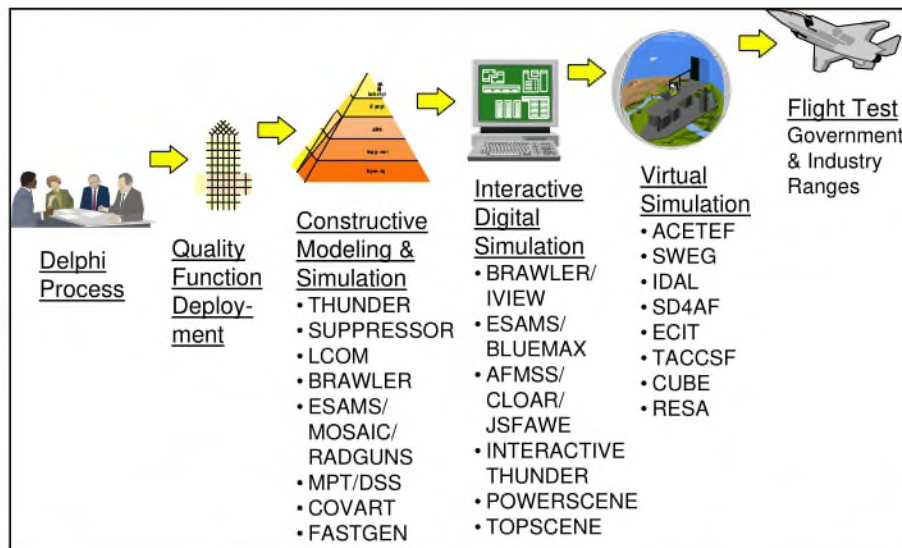 Delphi
Process
Quality
Function
Deploy-
ment
Constructive
Modeling &
Simulation
• THUNDER
• SUPPRESSOR
• LCOM
• BRAWLER
• ESAMS/
MOSAIC/
RADGUNS
• MPT/DSS
• COVART
• FASTGEN
Interactive
Digital
Simulation
• BRAWLER/
IVIEW
• ESAMS/
BLUEMAX
• AFMSS/
CLOAR/
JSFAWE
• INTERACTIVE
THUNDER
• POWERSCENE
• TOPSCENE
Virtual
Simulation
• ACETEF
• SWEG
• IDAL
• SD4AF
• ECIT
• TACCSF
• CUBE
• RESA
Flight Test
Government
& Industry
Ranges